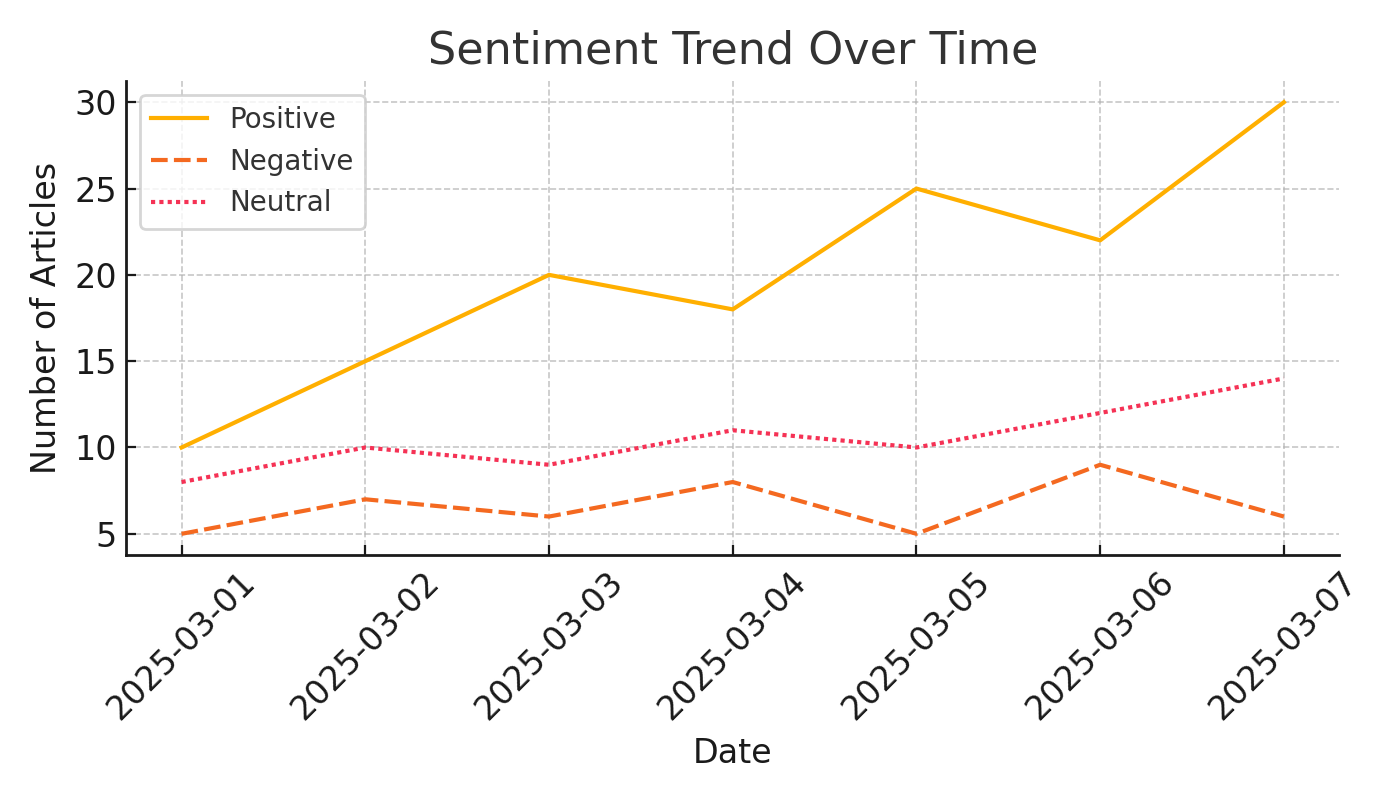 Sentiment Trend Over Time
Positive
Negative
Neutral
Number of Articles
30
25
20
15
10
5
2025-03-01
2025-03-02
2025-03-03
2025-03-04
2025-03-05
2025-03-06
2025-03-07
Date